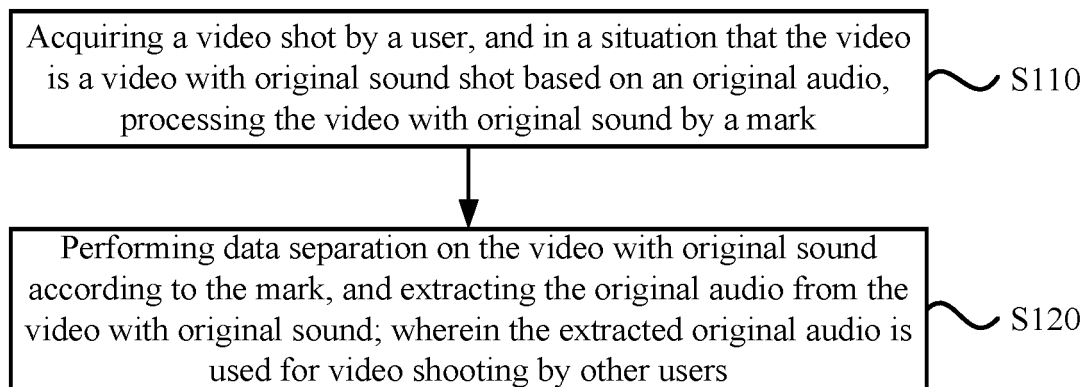 Acquiring a video shot by a user, and in a situation that the video
is a video with original sound shot based on an original audio,
processing the video with original sound by a mark
S110
Performing data separation on the video with original sound
according to the mark, and extracting the original audio from the
video with original sound; wherein the extracted original audio is
used for video shooting by other users
S120